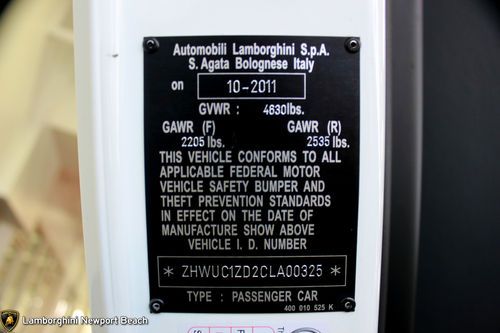 Automobili Lamborghini S.p.A.
S. Agata Bolognese Italy
on 10-2011
GVWR : 4630lbs.
GAWR (F) GAWR (R)
2205 lbs. 2535 lbs.
THIS VEHICLE CONFORMS TO ALL
APPLICABLE FEDERAL MOTOR
VEHICLE SAFETY BUMPER AND
THEFT PREVENTION STANDARDS
IN EFFECT ON THE DATE OF
MANUFACTURE SHOW ABOVE
VEHICLE I. D. NUMBER
* ZHWUC1ZD2CLA00325 *
TYPE : PASSENGER CAR
400 010 525 K
Lamborghini Newport Beach